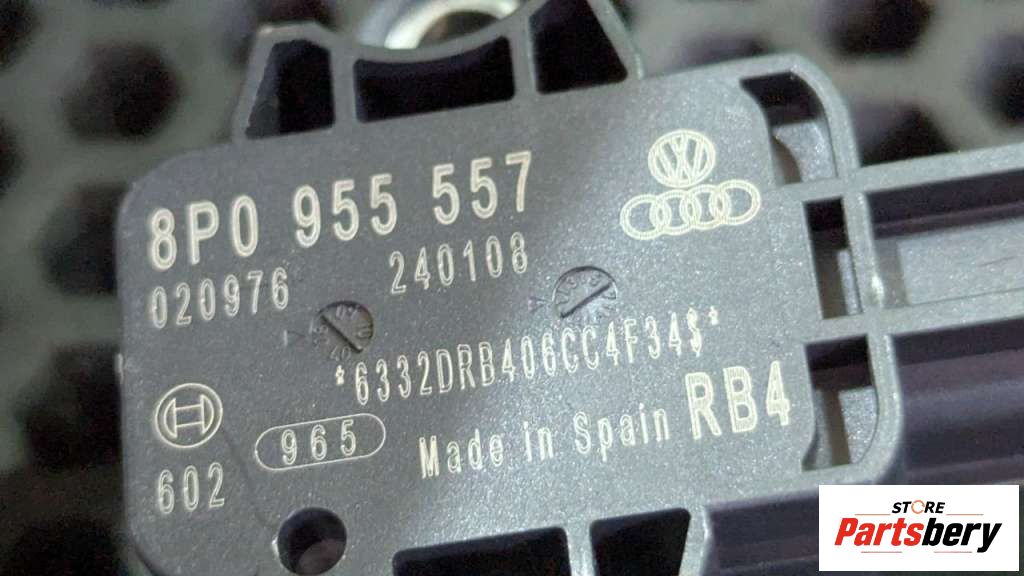 8P0 955 557
020976 240108
*6332DRB406CC4F34$*
965 Made in Spain RB4
602
STORE
Partsbery